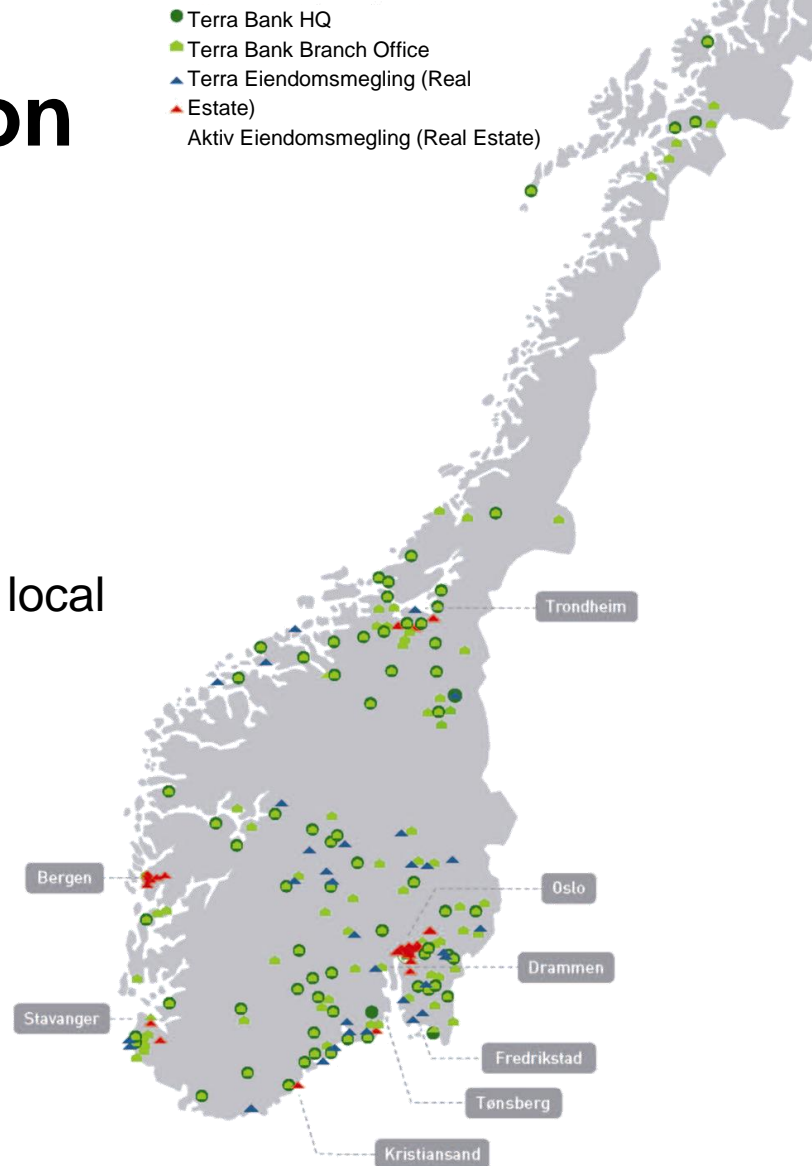 Terra Bank HQ
Terra Bank Branch Office
Terra Eiendomsmegling (Real
Estate)
Aktiv Eiendomsmegling (Real Estate)
on
local
Trondheim
Bergen
Oslo
Drammen
Stavanger
Fredrikstad
Tønsberg
Kristiansand